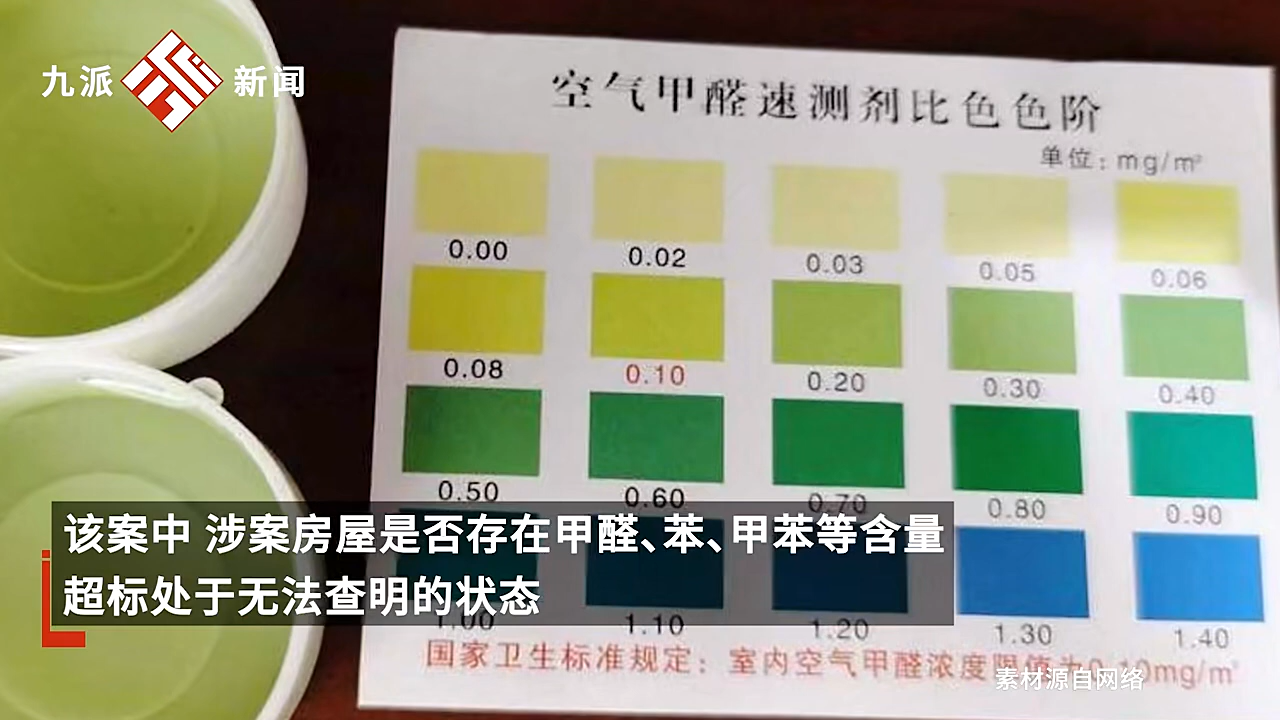 九派 新闻
空气甲醛速测剂比色色阶
单位：mg/m²
0.00 0.02 0.03 0.05 0.06
0.08 0.10 0.20 0.30 0.40
0.50 0.60 0.70 0.80 0.90
该案中 涉案房屋是否存在甲醛、苯、甲苯等含量
超标处于无法查明的状态
1.00 1.10 1.20 1.30 1.40
国家卫生标准规定：室内空气甲醛浓度 mg/m²
素材源自网络